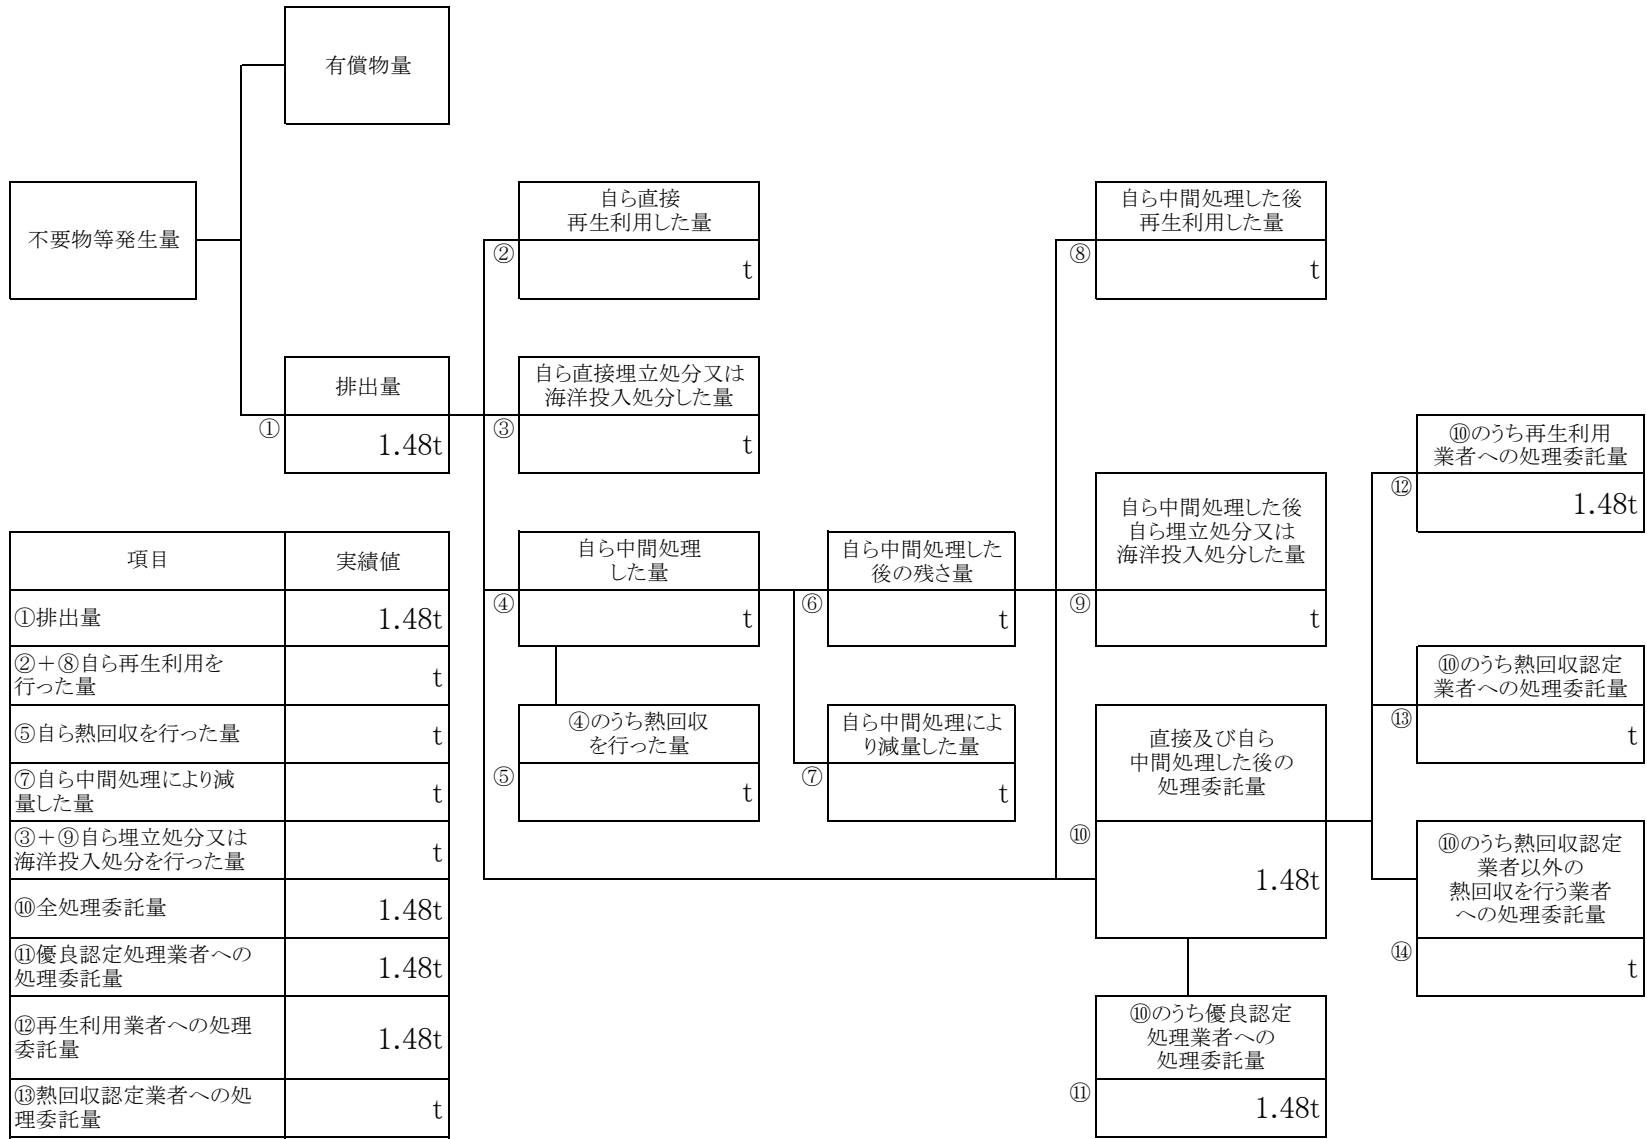 有償物量
不要物等発生量
自ら直接
再生利用した量
②
t
自ら中間処理した後
再生利用した量
⑧
t
排出量
①
1.48t
自ら直接埋立処分又は
海洋投入処分した量
③
t
⑩のうち再生利用
業者への処理委託量
⑫
1.48t
自ら中間処理した後
自ら埋立処分又は
海洋投入処分した量
⑨
t
自ら中間処理
した量
④
t
自ら中間処理した
後の残さ量
⑥
t
⑩のうち熱回収認定
業者への処理委託量
⑬
t
④のうち熱回収
を行った量
⑤
t
自ら中間処理によ
り減量した量
⑦
t
直接及び自ら
中間処理した後の
処理委託量
⑩
1.48t
⑩のうち熱回収認定
業者以外の
熱回収を行う業者
への処理委託量
⑭
t
⑩のうち優良認定
処理業者への
処理委託量
⑪
1.48t
項目 実績値
①排出量 1.48t
②＋⑧自ら再生利用を
行った量 t
⑤自ら熱回収を行った量 t
⑦自ら中間処理により減
量した量 t
③＋⑨自ら埋立処分又は
海洋投入処分を行った量 t
⑩全処理委託量 1.48t
⑪優良認定処理業者への
処理委託量 1.48t
⑫再生利用業者への処理
委託量 1.48t
⑬熱回収認定業者への処
理委託量 t